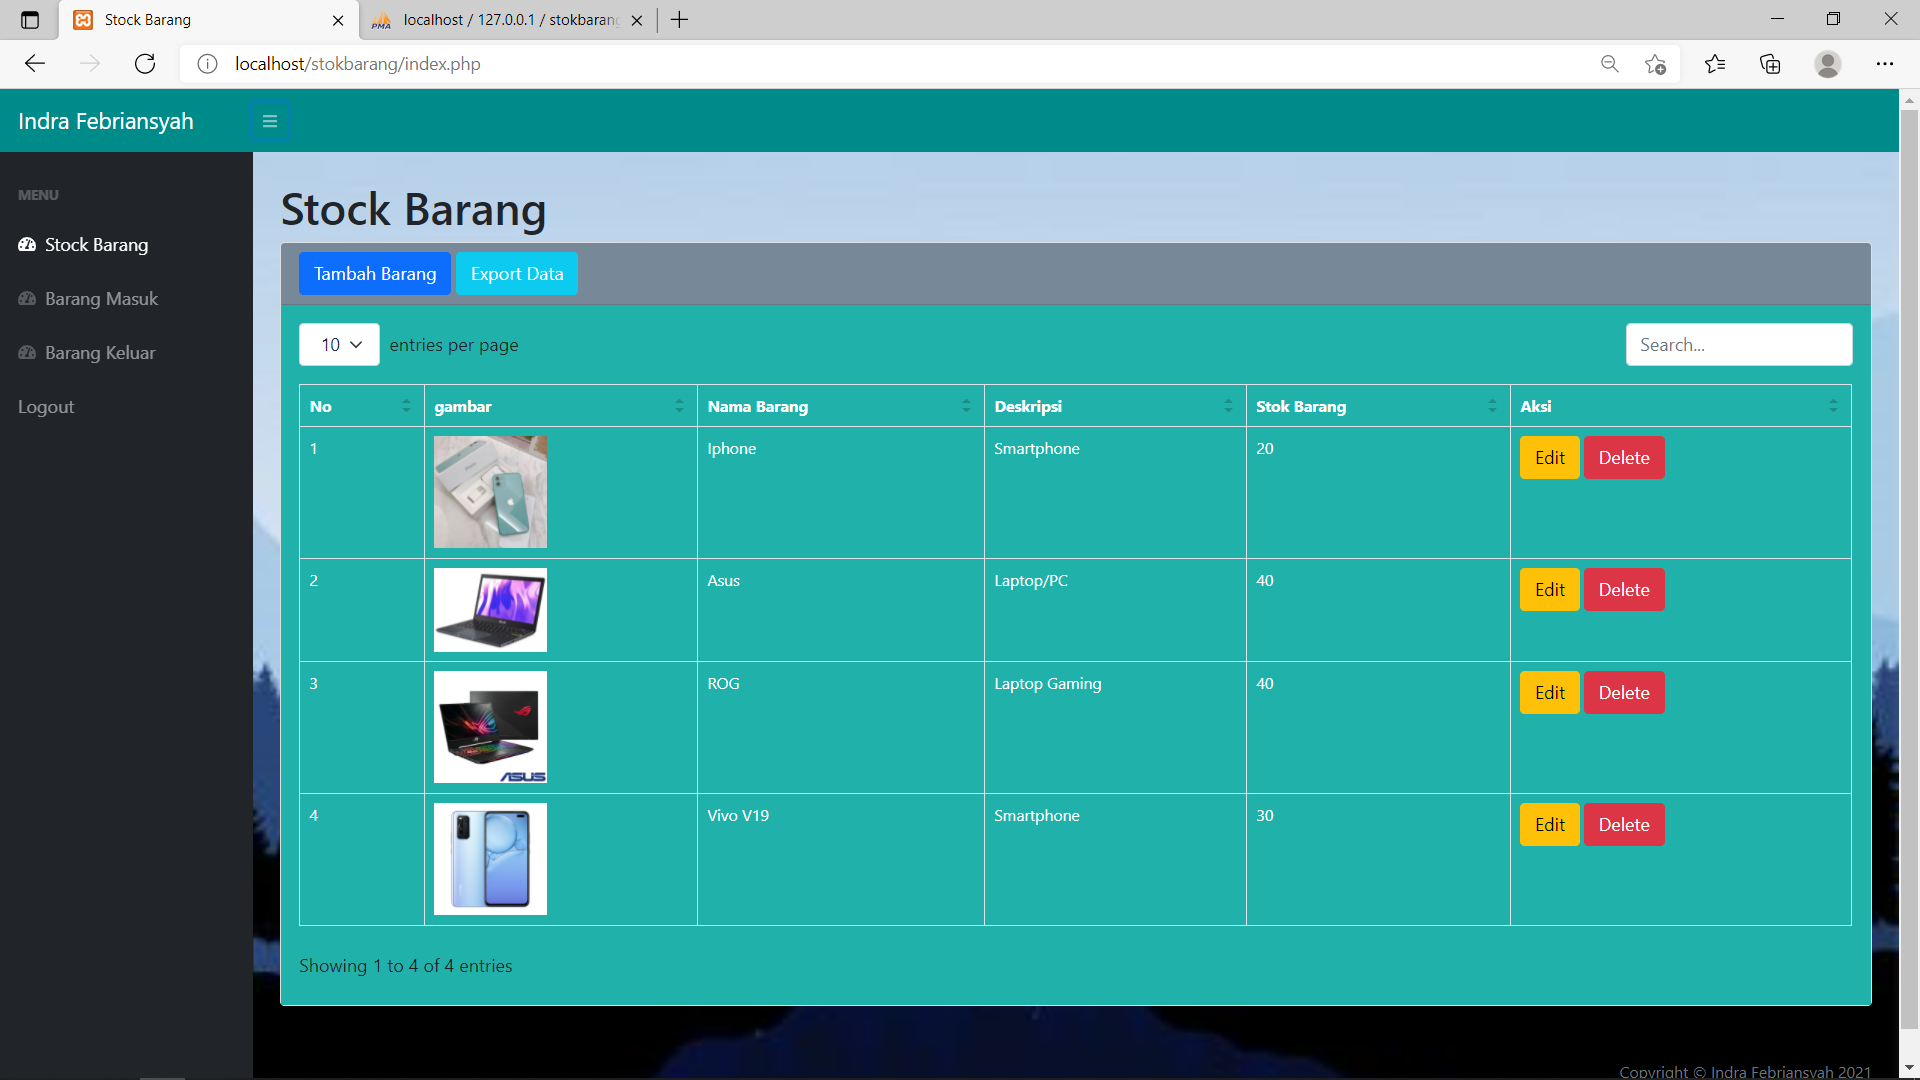 Stock Barang
localhost / 127.0.0.1 / stokbarang
localhost/stokbarang/index.php
Indra Febriansyah
MENU
Stock Barang
Barang Masuk
Barang Keluar
Logout
Stock Barang
Tambah Barang Export Data
10 entries per page Search...
No gambar Nama Barang Deskripsi Stok Barang Aksi
1 Iphone Smartphone 20 Edit Delete
2 Asus Laptop/PC 40 Edit Delete
3 ROG Laptop Gaming 40 Edit Delete
ASUS
4 Vivo V19 Smartphone 30 Edit Delete
Showing 1 to 4 of 4 entries
Copyright © Indra Febriansyah 2021